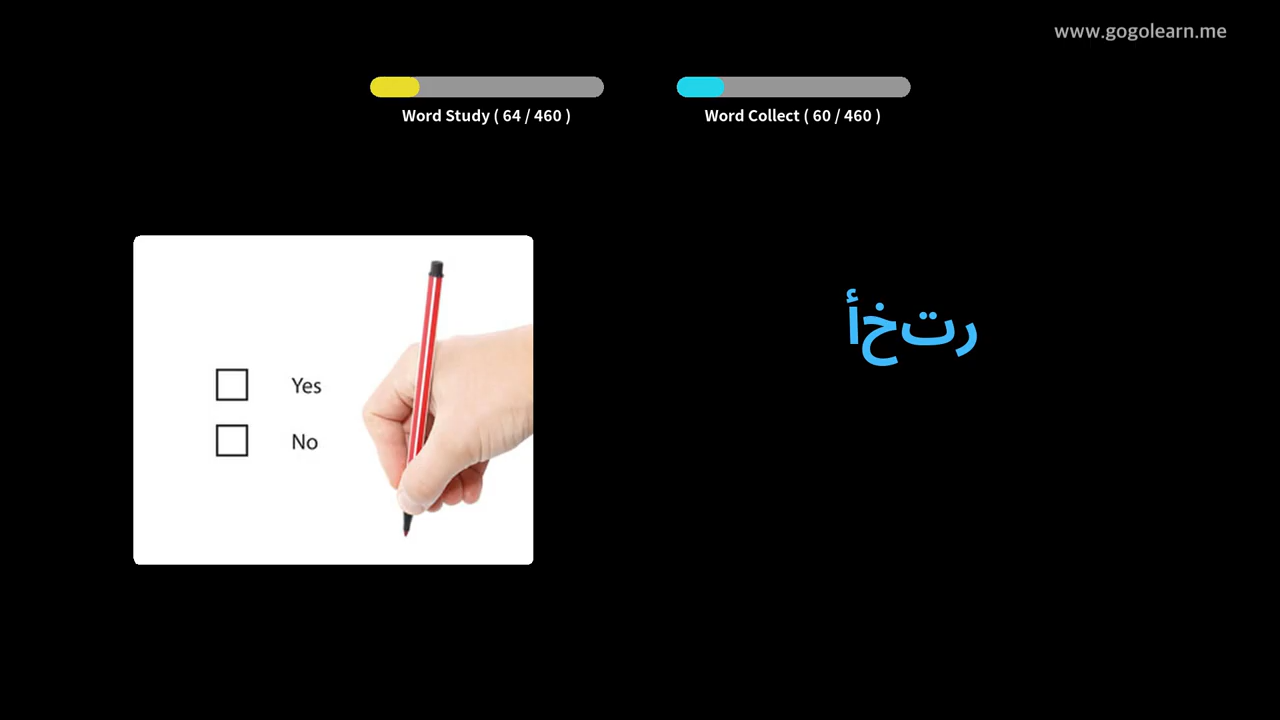 www.gogolearn.me
Word Study ( 64 / 460 )
Word Collect ( 60 / 460 )
رتخأ
Yes
No